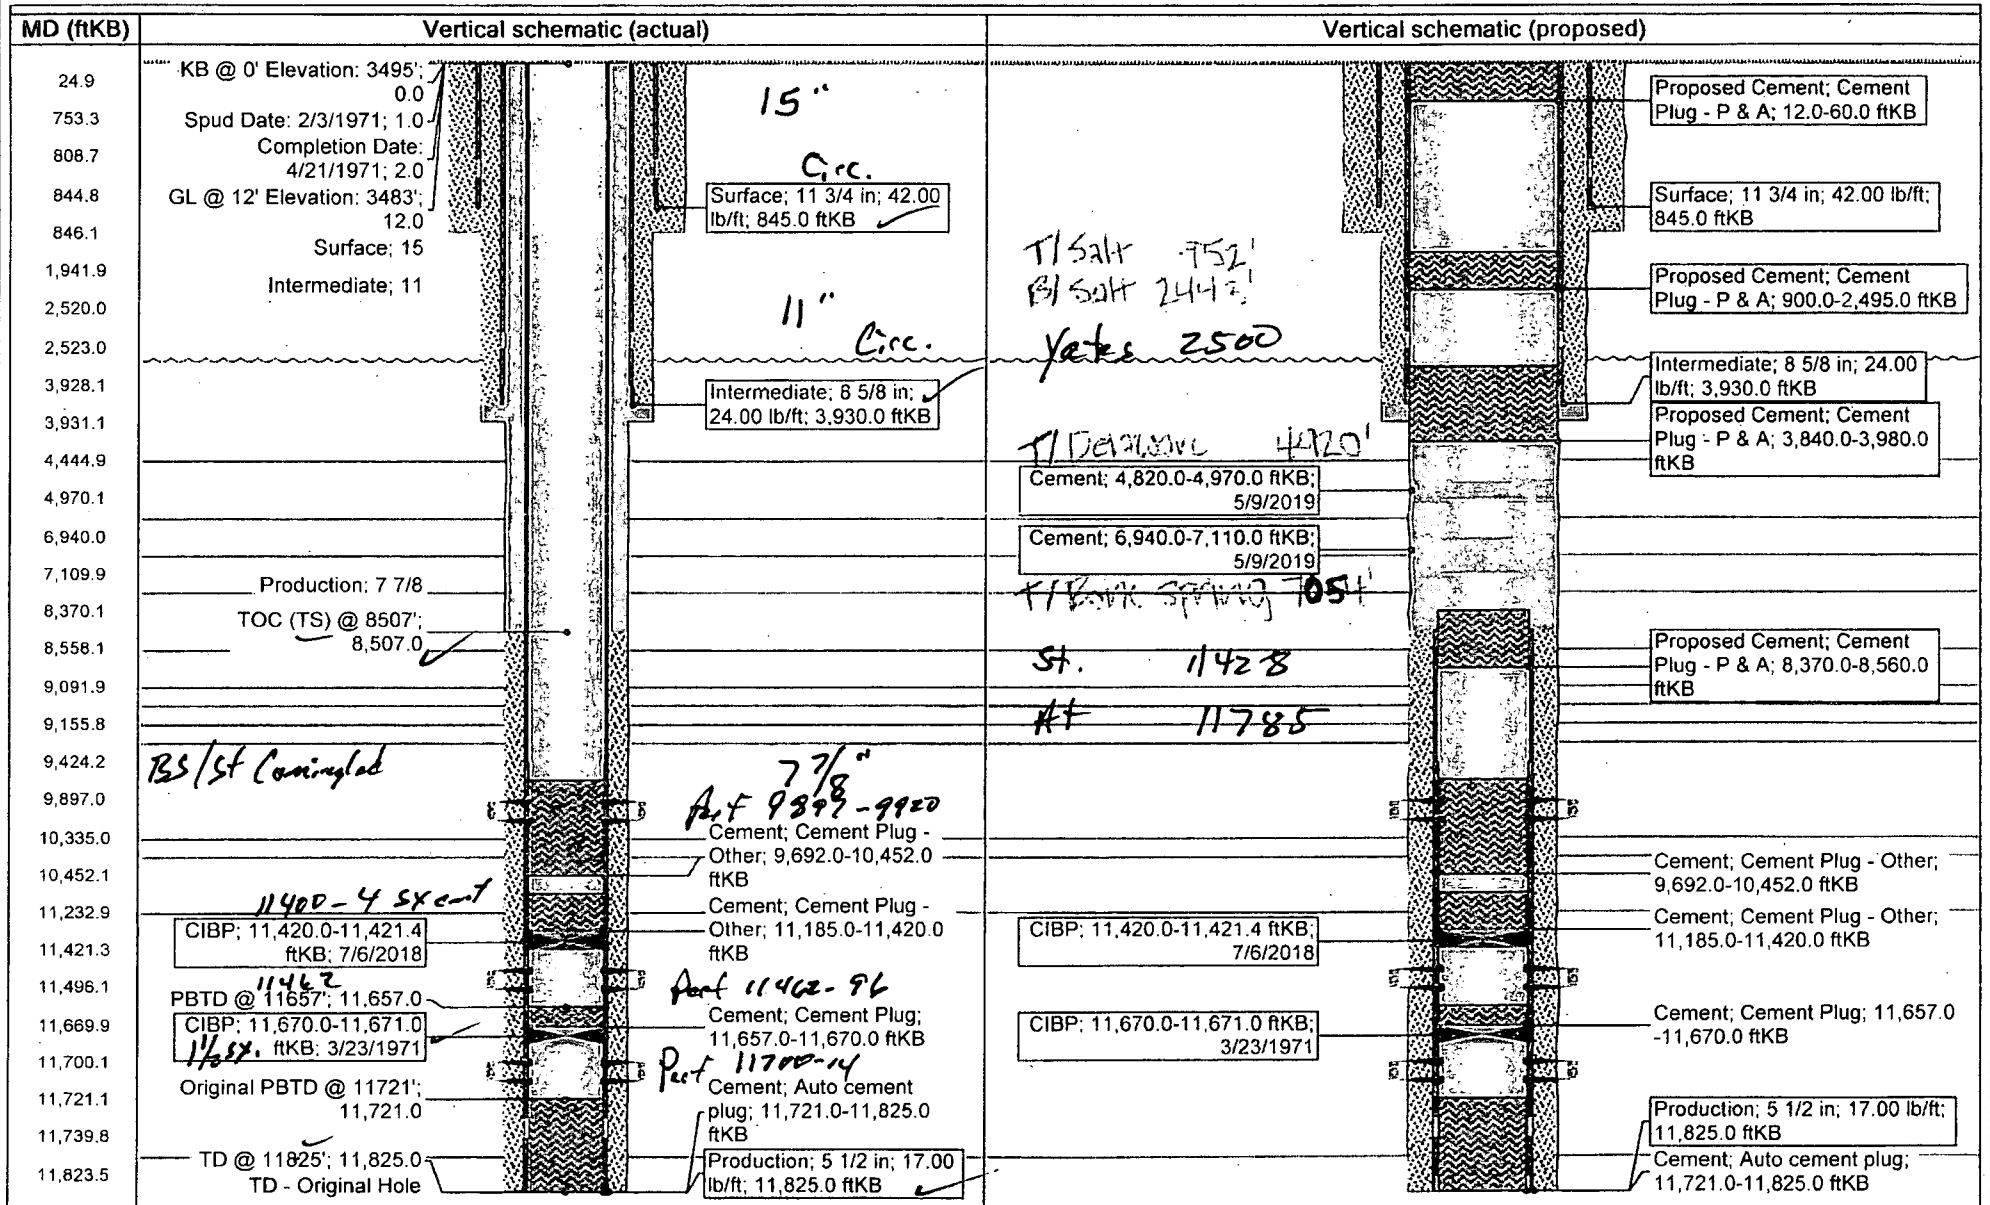 MD (ftKB)
Vertical schematic (actual)
Vertical schematic (proposed)
24.9
753.3
808.7
844.8
846.1
1,941.9
2,520.0
2,523.0
3,928.1
3,931.1
4,444.9
4,970.1
6,940.0
7,109.9
8,370.1
8,558.1
9,091.9
9,155.8
9,424.2
9,897.0
10,335.0
10,452.1
11,232.9
11,421.3
11,496.1
11,669.9
11,700.1
11,721.1
11,739.8
11,823.5
KB @ 0' Elevation: 3495';
0.0
Spud Date: 2/3/1971; 1.0
Completion Date:
4/21/1971; 2.0
GL @ 12' Elevation: 3483';
12.0
Surface; 15
Intermediate; 11
Production; 7 7/8
TOC (TS) @ 8507';
8,507.0
BS/St Comingled
11400 - 4 sx cmt
CIBP; 11,420.0-11,421.4
ftKB; 7/6/2018
11462
PBTD @ 11657'; 11,657.0
CIBP; 11,670.0-11,671.0
1 1/2 sx. ftKB; 3/23/1971
Original PBTD @ 11721';
11,721.0
TD @ 11825'; 11,825.0
TD - Original Hole
15"
Circ.
Surface; 11 3/4 in; 42.00
lb/ft; 845.0 ftKB
11"
Circ.
Intermediate; 8 5/8 in;
24.00 lb/ft; 3,930.0 ftKB
7 7/8"
Perf 9897-9920
Cement; Cement Plug -
Other; 9,692.0-10,452.0
ftKB
Cement; Cement Plug -
Other; 11,185.0-11,420.0
ftKB
Perf 11462-96
Cement; Cement Plug;
11,657.0-11,670.0 ftKB
Perf 11700-14
Cement; Auto cement
plug; 11,721.0-11,825.0
ftKB
Production; 5 1/2 in; 17.00
lb/ft; 11,825.0 ftKB
T/Salt 952'
B/Salt 2442'
Yates 2500
T/Delaware 4920'
Cement; 4,820.0-4,970.0 ftKB;
5/9/2019
Cement; 6,940.0-7,110.0 ftKB;
5/9/2019
T/Bone Spring 7054'
St. 11428
At 11785
CIBP; 11,420.0-11,421.4 ftKB;
7/6/2018
CIBP; 11,670.0-11,671.0 ftKB;
3/23/1971
Proposed Cement; Cement
Plug - P & A; 12.0-60.0 ftKB
Surface; 11 3/4 in; 42.00 lb/ft;
845.0 ftKB
Proposed Cement; Cement
Plug - P & A; 900.0-2,495.0 ftKB
Intermediate; 8 5/8 in; 24.00
lb/ft; 3,930.0 ftKB
Proposed Cement; Cement
Plug - P & A; 3,840.0-3,980.0
ftKB
Proposed Cement; Cement
Plug - P & A; 8,370.0-8,560.0
ftKB
Cement; Cement Plug - Other;
9,692.0-10,452.0 ftKB
Cement; Cement Plug - Other;
11,185.0-11,420.0 ftKB
Cement; Cement Plug; 11,657.0
-11,670.0 ftKB
Production; 5 1/2 in; 17.00 lb/ft;
11,825.0 ftKB
Cement; Auto cement plug;
11,721.0-11,825.0 ftKB